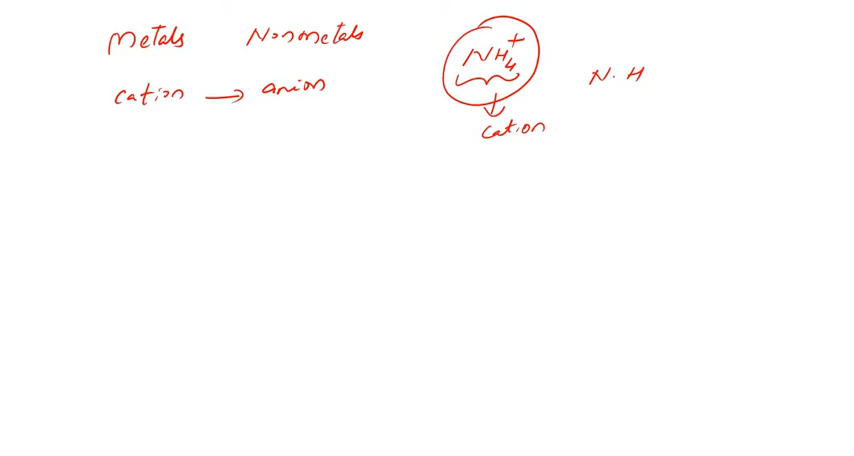 Metals Nonmetals
cation → anion
NH₄⁺
cation
N. H